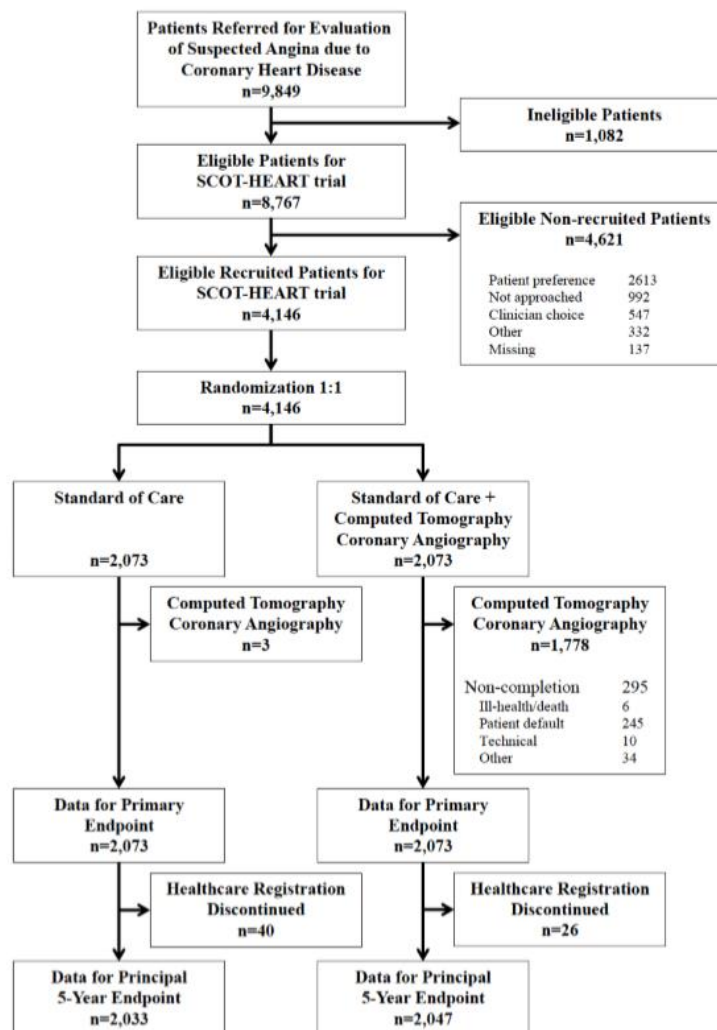 Patients Referred for Evaluation
of Suspected Angina due to
Coronary Heart Disease
n=9,849
Ineligible Patients
n=1,082
Eligible Patients for
SCOT-HEART trial
n=8,767
Eligible Non-recruited Patients
n=4,621
Patient preference 2613
Not approached 992
Clinician choice 547
Other 332
Missing 137
Eligible Recruited Patients for
SCOT-HEART trial
n=4,146
Randomization 1:1
n=4,146
Standard of Care
n=2,073
Standard of Care +
Computed Tomography
Coronary Angiography
n=2,073
Computed Tomography
Coronary Angiography
n=3
Computed Tomography
Coronary Angiography
n=1,778
Non-completion 295
Ill-health/death 6
Patient default 245
Technical 10
Other 34
Data for Primary
Endpoint
n=2,073
Data for Primary
Endpoint
n=2,073
Healthcare Registration
Discontinued
n=40
Healthcare Registration
Discontinued
n=26
Data for Principal
5-Year Endpoint
n=2,033
Data for Principal
5-Year Endpoint
n=2,047